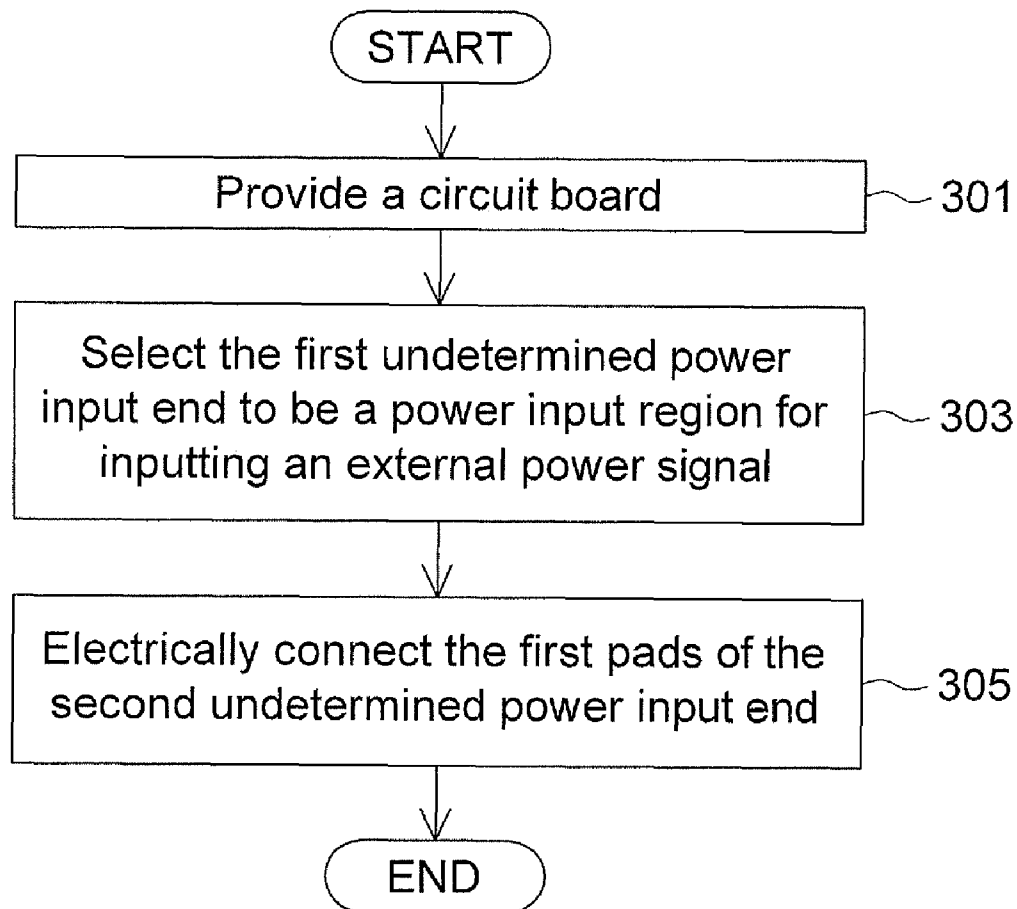 START
Provide a circuit board
301
Select the first undetermined power
input end to be a power input region for
inputting an external power signal
303
Electrically connect the first pads of the
second undetermined power input end
305
END